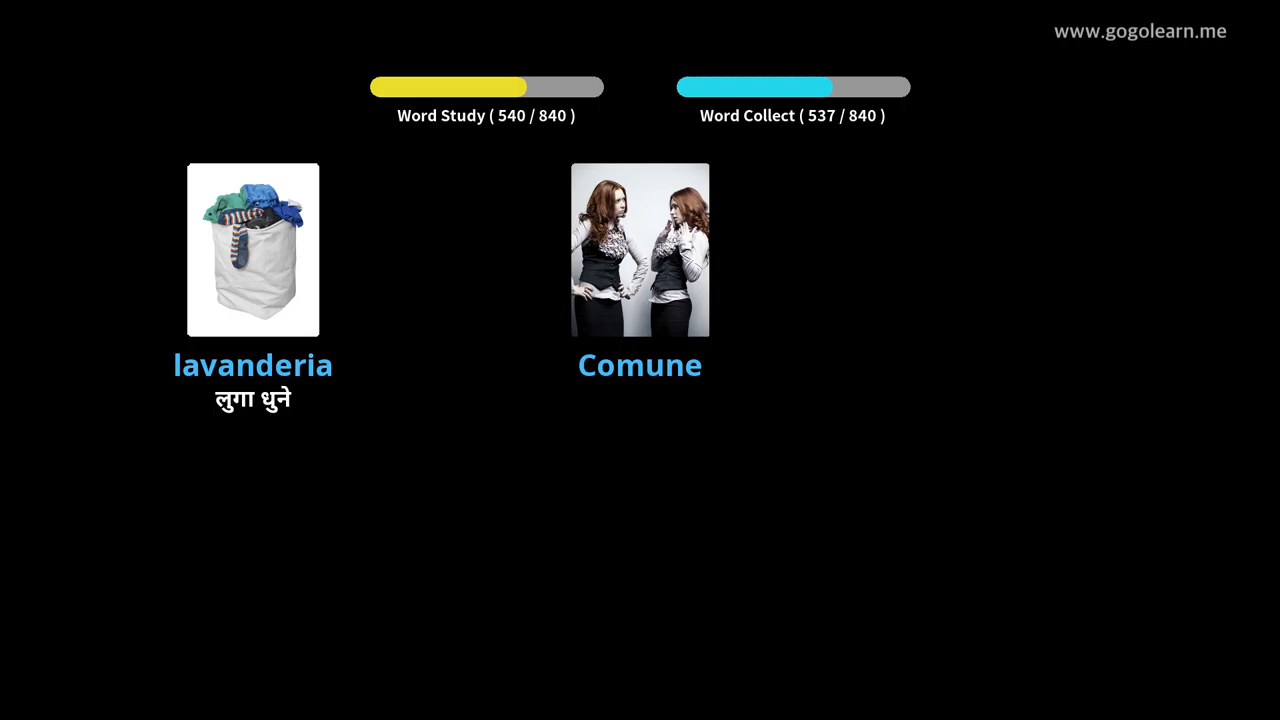 www.gogolearn.me
Word Study ( 540 / 840 )
Word Collect ( 537 / 840 )
lavanderia
लुगा धुने
Comune